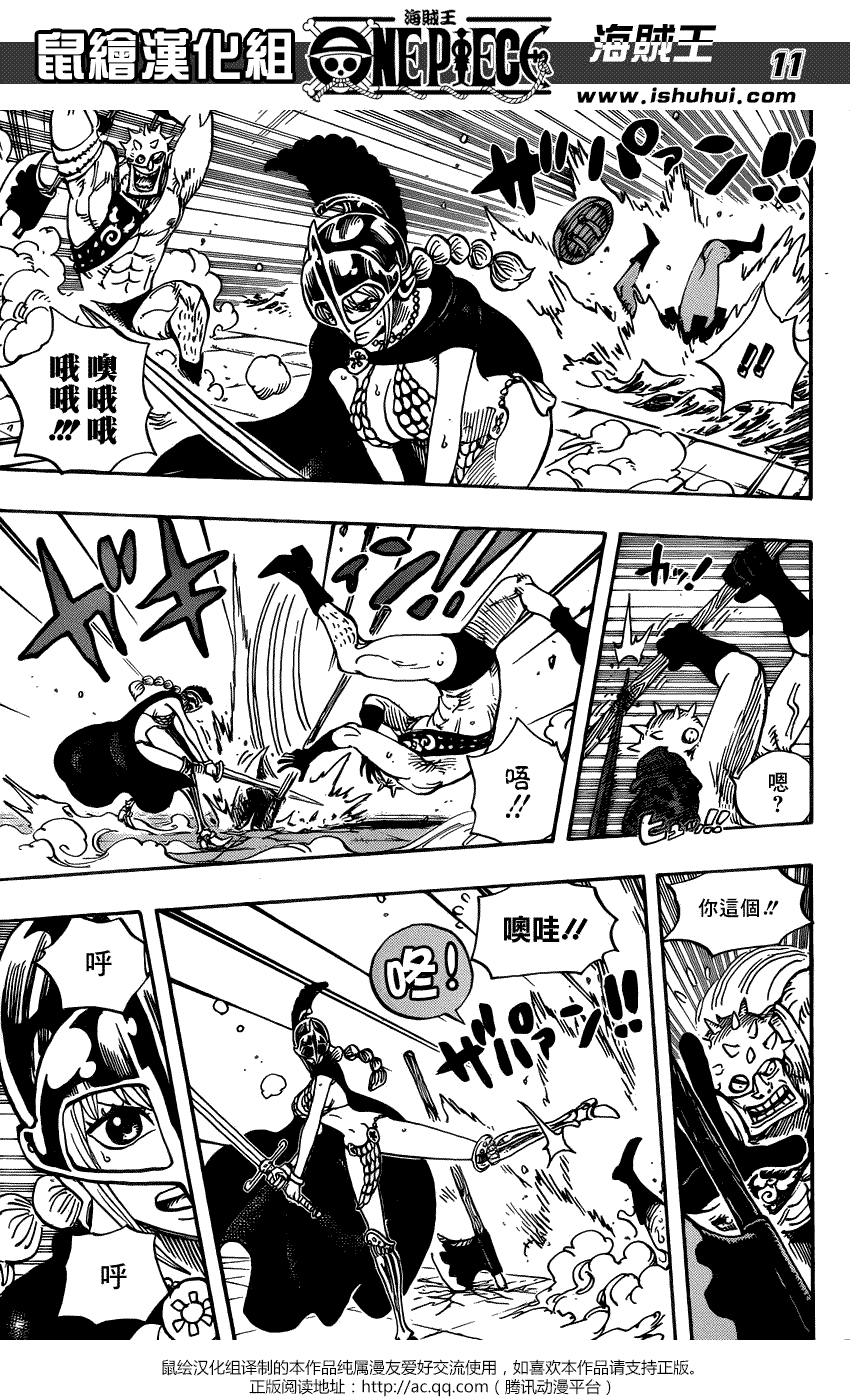 鼠繪漢化組
海賊王
ONE PIECE
海賊王
11
www.ishuhui.com
ザパァン!!
!!
噢哦哦
哦哦!!!
ガッ!
嗯?
ヒュッ!!
ガギン!!
唔!!
你這個!!
噢哇!!
咚!
ザパァン!!
呼
呼
鼠绘汉化组译制的本作品纯属漫友爱好交流使用，如喜欢本作品请支持正版。
正版阅读地址：http://ac.qq.com（腾讯动漫平台）